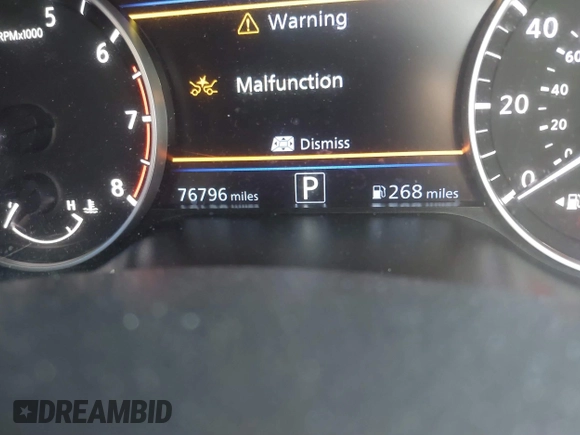 Warning
Malfunction
Dismiss
76796 miles
P
268 miles
5
RPMx1000
6
7
8
H
40
60
20
40
20
0
0
DREAMBID